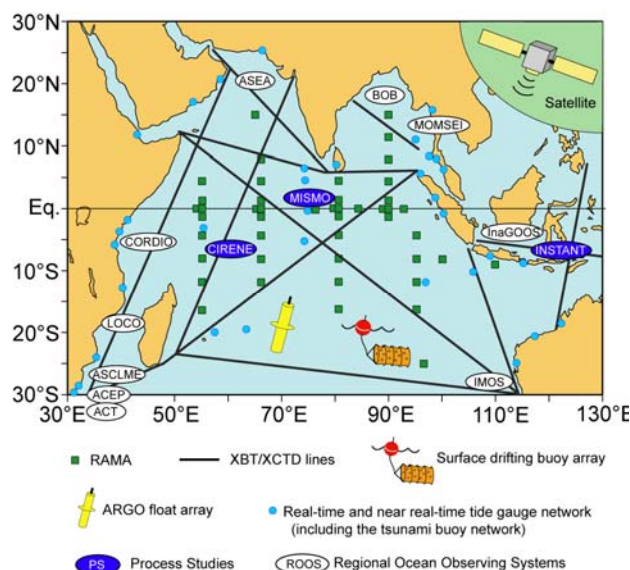 30°N
20°N
10°N
Eq.
10°S
20°S
30°S
30°E
50°E
70°E
90°E
110°E
130°E
ASEA
BOB
MOMSEI
Satellite
MISMO
InaGOOS
CORDIO
CIRENE
INSTANT
LOCO
ASCLME
IMOS
ACEP
ACT
RAMA
XBT/XCTD lines
Surface drifting buoy array
ARGO float array
Real-time and near real-time tide gauge network
(including the tsunami buoy network)
PS
Process Studies
ROOS
Regional Ocean Observing Systems